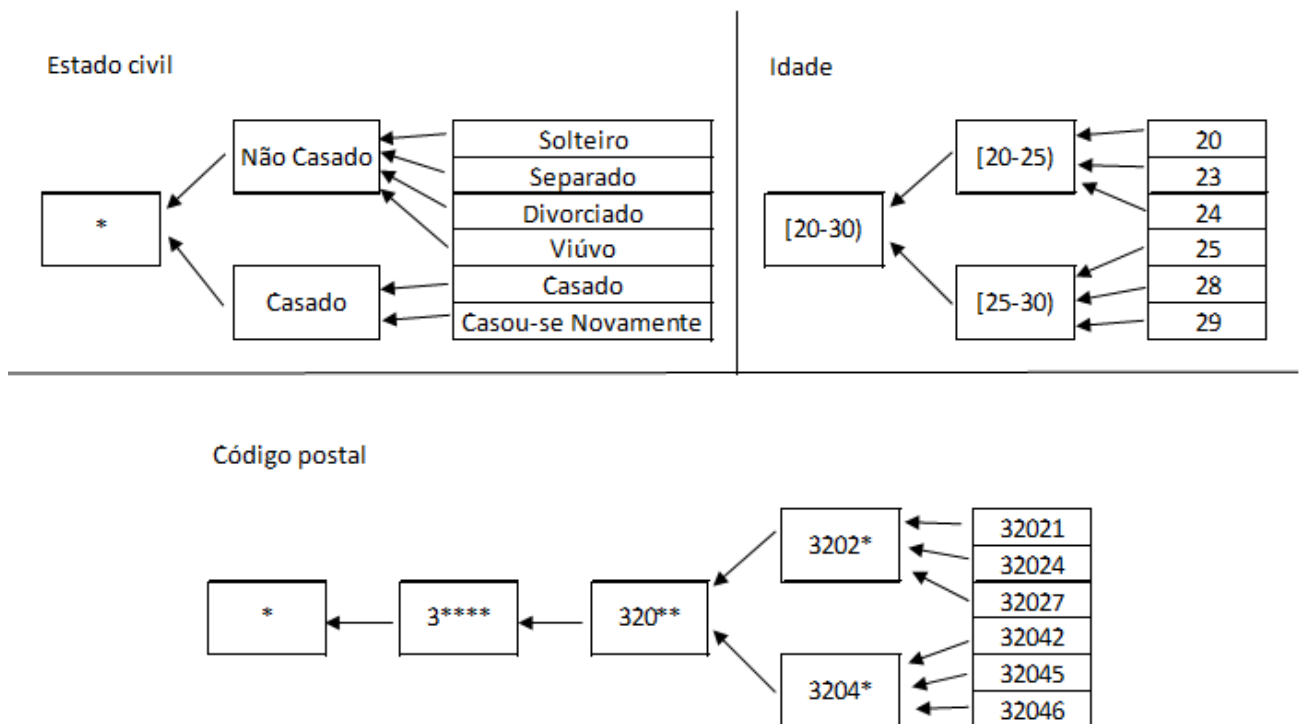 Estado civil
*
Não Casado
Casado
Solteiro
Separado
Divorciado
Viúvo
Casado
Casou-se Novamente
Idade
[20-30)
[20-25)
[25-30)
20
23
24
25
28
29
Código postal
*
3****
320**
3202*
3204*
32021
32024
32027
32042
32045
32046